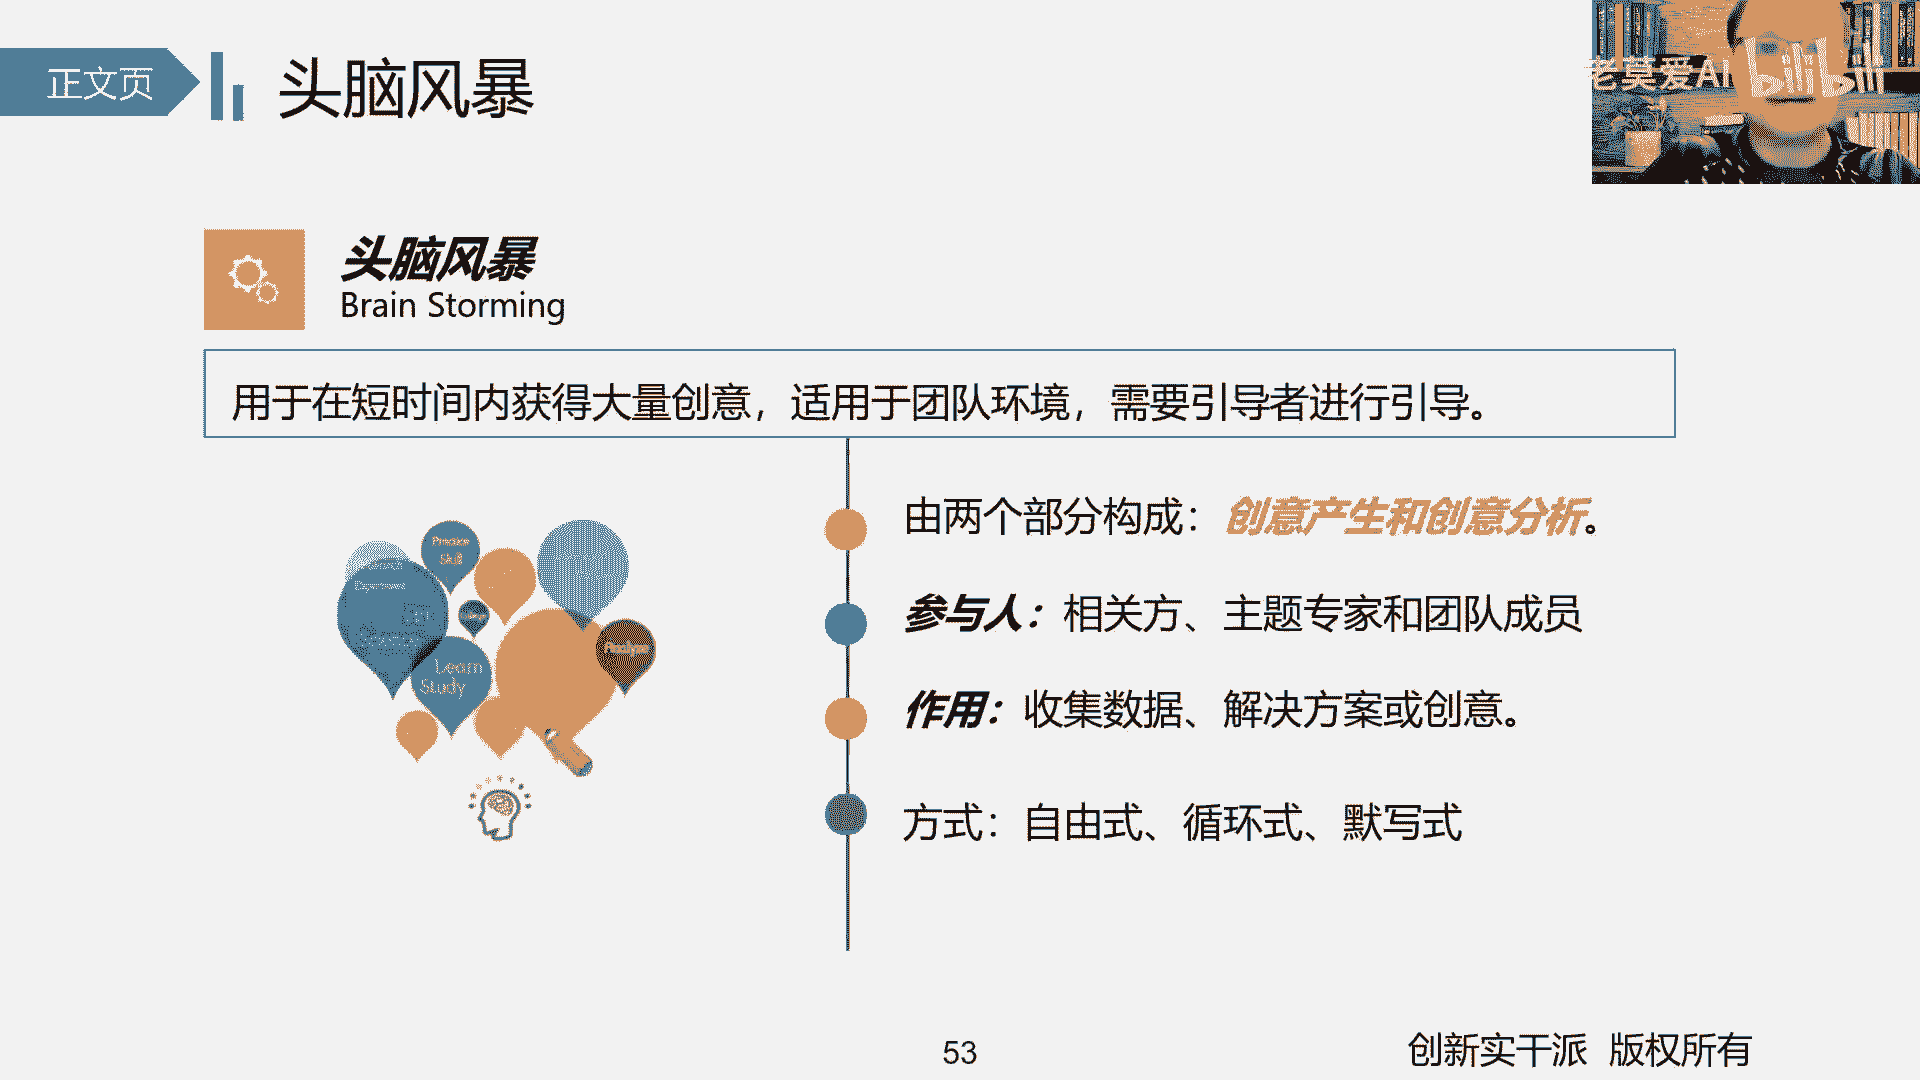 正文页
头脑风暴
老莫爱AI bilibili
头脑风暴
Brain Storming
用于在短时间内获得大量创意，适用于团队环境，需要引导者进行引导。
由两个部分构成：创意产生和创意分析。
参与人：相关方、主题专家和团队成员
作用：收集数据、解决方案或创意。
方式：自由式、循环式、默写式
Practice
Skill
Experience
Learn
Study
Analyze
53
创新实干派 版权所有